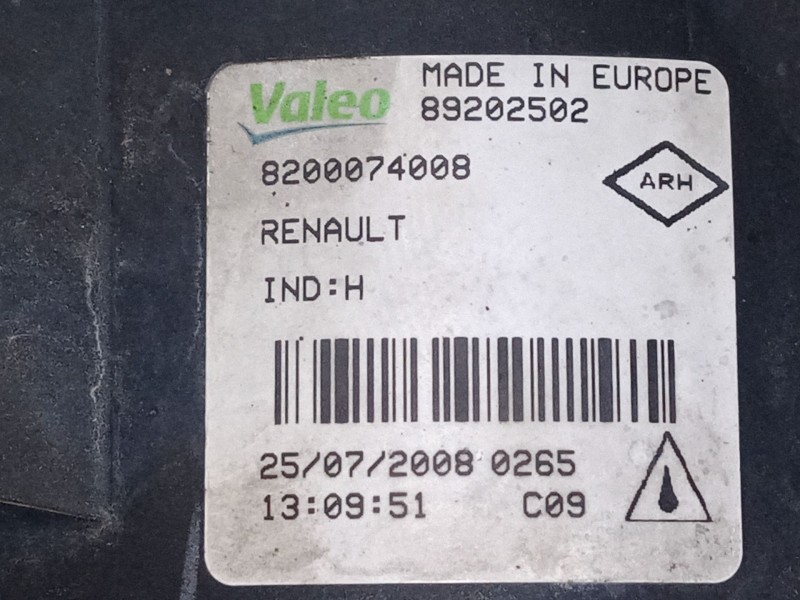 Valeo MADE IN EUROPE
89202502
8200074008
ARH
RENAULT
IND:H
25/07/2008 0265
13:09:51 C09